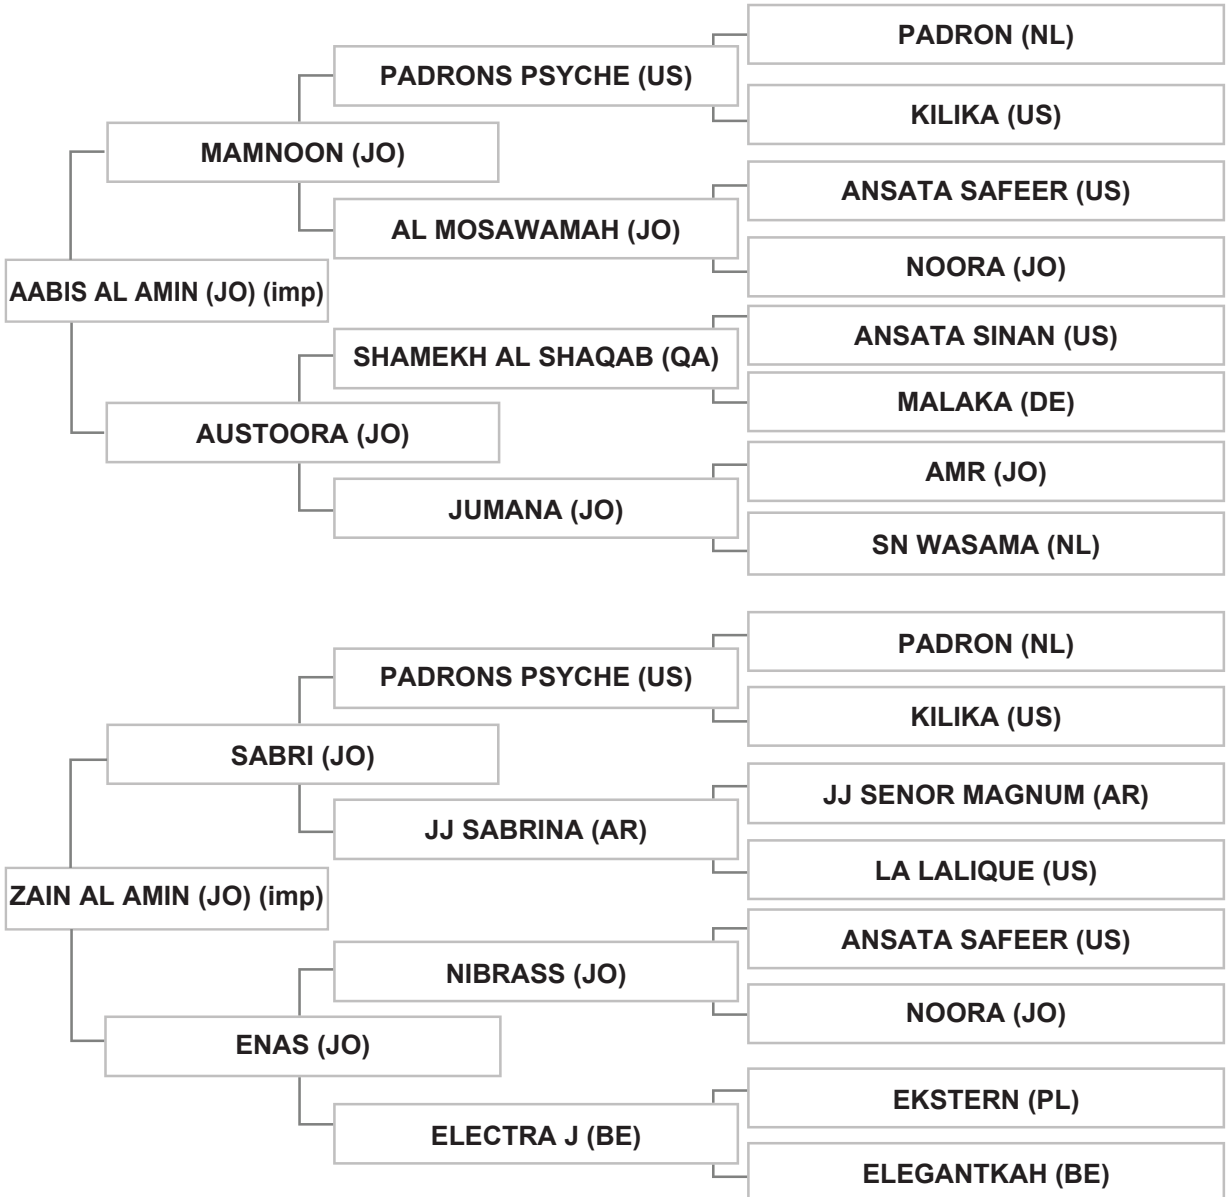 PADRON (NL)
PADRONS PSYCHE (US)
KILIKA (US)
MAMNOON (JO)
ANSATA SAFEER (US)
AL MOSAWAMAH (JO)
NOORA (JO)
AABIS AL AMIN (JO) (imp)
ANSATA SINAN (US)
SHAMEKH AL SHAQAB (QA)
MALAKA (DE)
AUSTOORA (JO)
AMR (JO)
JUMANA (JO)
SN WASAMA (NL)
PADRON (NL)
PADRONS PSYCHE (US)
KILIKA (US)
SABRI (JO)
JJ SENOR MAGNUM (AR)
JJ SABRINA (AR)
LA LALIQUE (US)
ZAIN AL AMIN (JO) (imp)
ANSATA SAFEER (US)
NIBRASS (JO)
NOORA (JO)
ENAS (JO)
EKSTERN (PL)
ELECTRA J (BE)
ELEGANTKAH (BE)